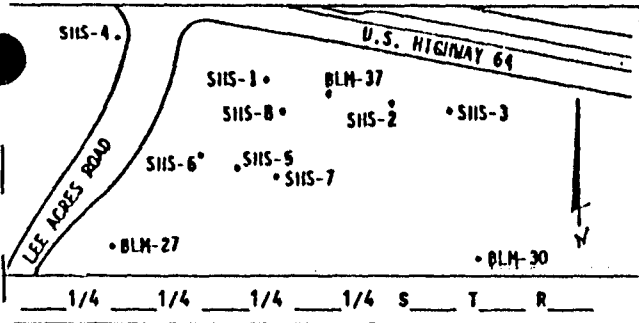 SHS-4
U.S. HIGHWAY 64
SHS-1
BLM-37
SHS-8
SHS-2
SHS-3
SHS-6
SHS-5
SHS-7
LEE ACRES ROAD
N
BLM-27
BLM-30
1/4 1/4 1/4 1/4 S T R